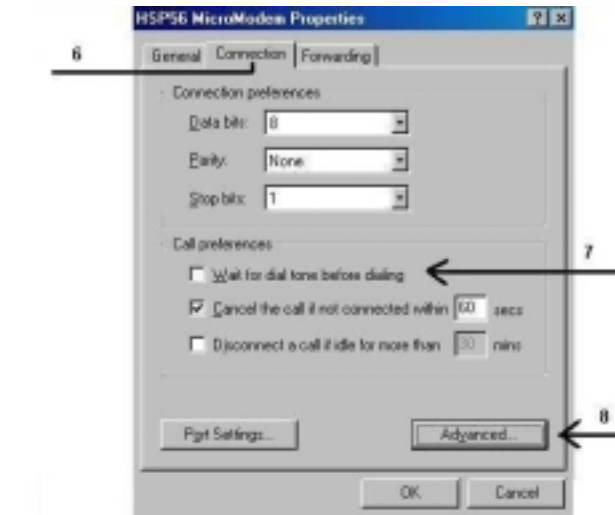 HSP56 MicroModem Properties ? ×
6
General Connection Forwarding
Connection preferences
Data bits: 8
Parity: None
Stop bits: 1
Call preferences
7
Wait for dial tone before dialing
Cancel the call if not connected within 60 secs
Disconnect a call if idle for more than 30 mins
8
Port Settings... Advanced...
OK Cancel